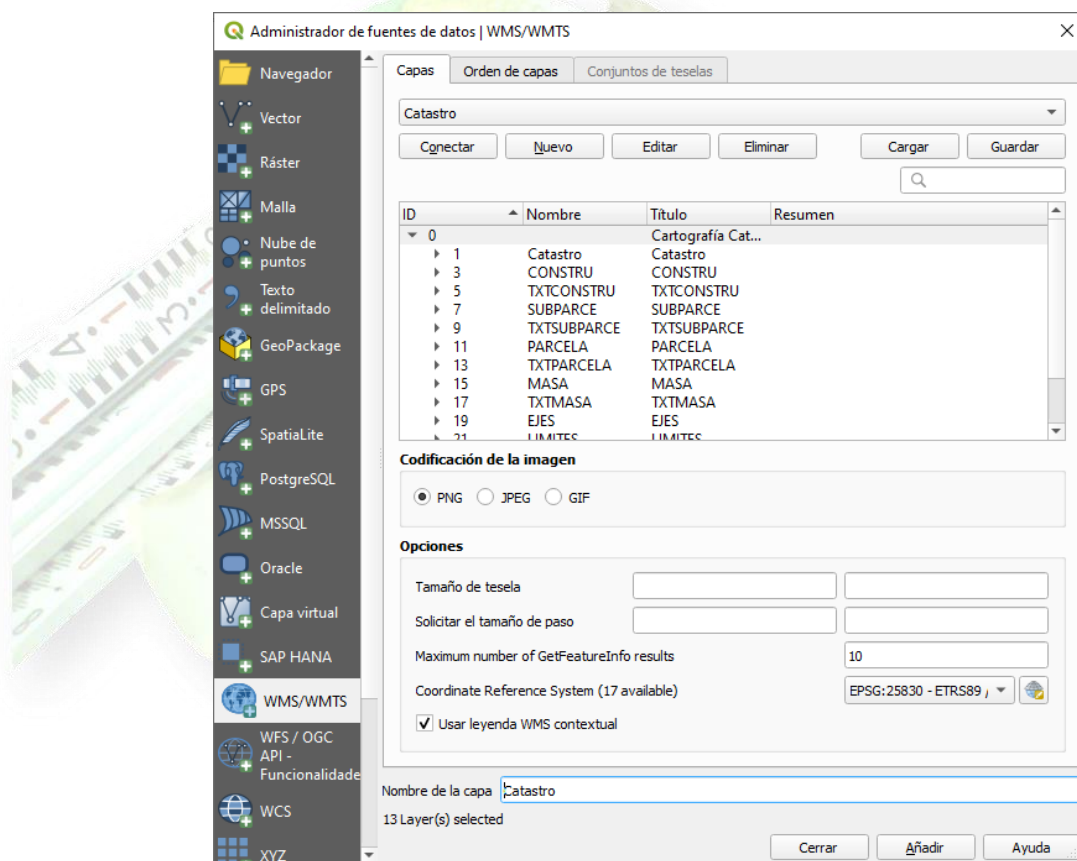 Administrador de fuentes de datos | WMS/WMTS
Navegador
Vector
Ráster
Malla
Nube de
puntos
Texto
delimitado
GeoPackage
GPS
SpatiaLite
PostgreSQL
MSSQL
Oracle
Capa virtual
SAP HANA
WMS/WMTS
WFS / OGC
API -
Funcionalidade
WCS
XYZ
Capas Orden de capas Conjuntos de teselas
Catastro
Conectar Nuevo Editar Eliminar Cargar Guardar
ID Nombre Título Resumen
0 Cartografía Cat...
1 Catastro Catastro
3 CONSTRU CONSTRU
5 TXTCONSTRU TXTCONSTRU
7 SUBPARCE SUBPARCE
9 TXTSUBPARCE TXTSUBPARCE
11 PARCELA PARCELA
13 TXTPARCELA TXTPARCELA
15 MASA MASA
17 TXTMASA TXTMASA
19 EJES EJES
21 LIMITES LIMITES
Codificación de la imagen
PNG JPEG GIF
Opciones
Tamaño de tesela
Solicitar el tamaño de paso
Maximum number of GetFeatureInfo results 10
Coordinate Reference System (17 available) EPSG:25830 - ETRS89 /
Usar leyenda WMS contextual
Nombre de la capa Catastro
13 Layer(s) selected
Cerrar Añadir Ayuda